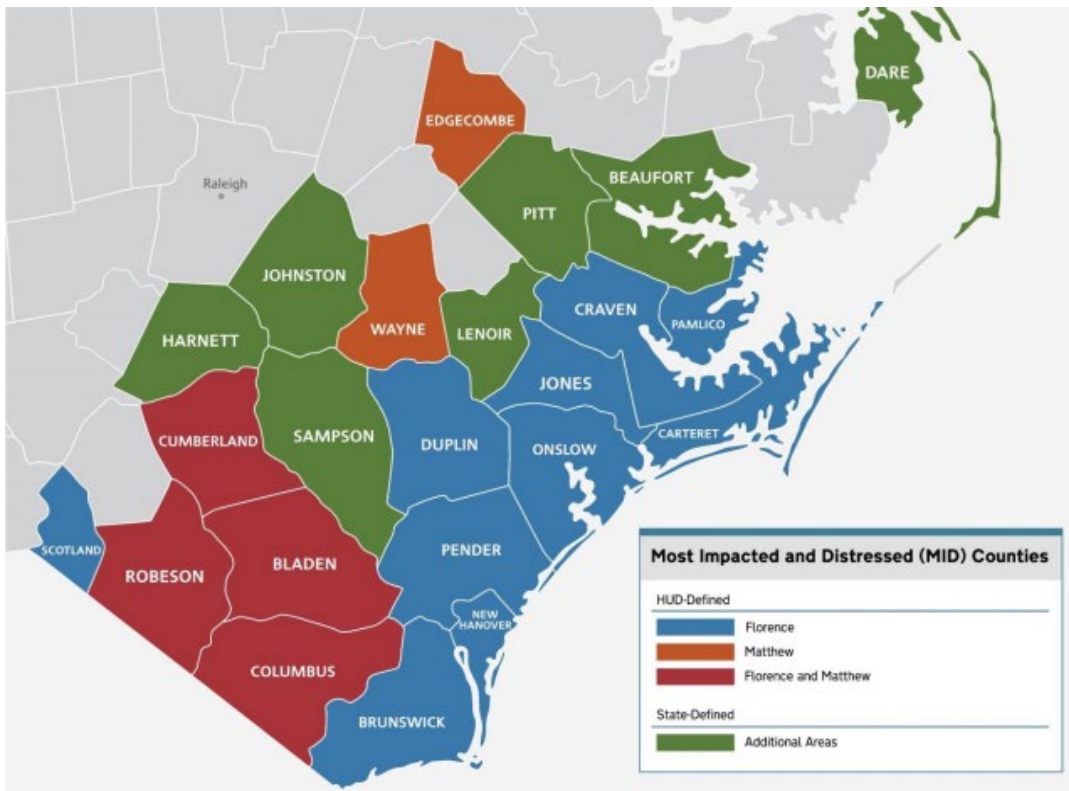 DARE
EDGECOMBE
BEAUFORT
Raleigh
PITT
JOHNSTON
CRAVEN
PAMLICO
WAYNE
LENOIR
HARNETT
JONES
CUMBERLAND
SAMPSON
DUPLIN
ONSLOW
CARTERET
SCOTLAND
PENDER
BLADEN
ROBESON
NEW
HANOVER
COLUMBUS
BRUNSWICK
Most Impacted and Distressed (MID) Counties
HUD-Defined
Florence
Matthew
Florence and Matthew
State-Defined
Additional Areas